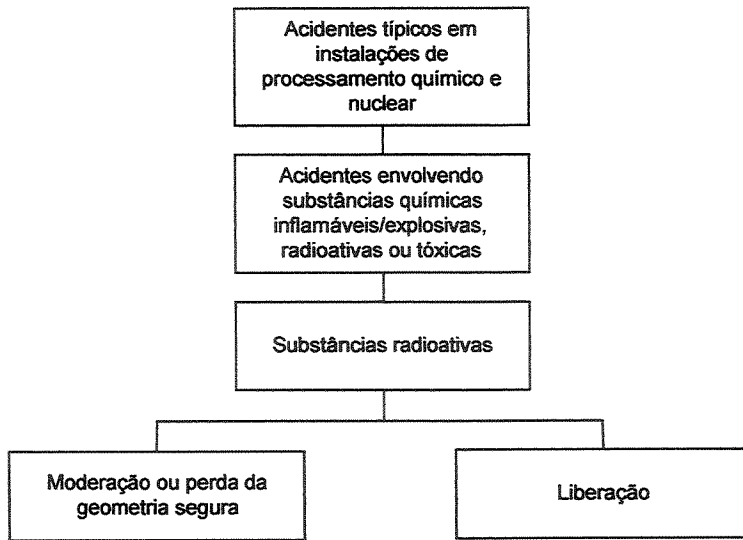 Acidentes típicos em
instalações de
processamento químico e
nuclear
Acidentes envolvendo
substâncias químicas
inflamáveis/explosivas,
radioativas ou tóxicas
Substâncias radioativas
Moderação ou perda da
geometria segura
Liberação